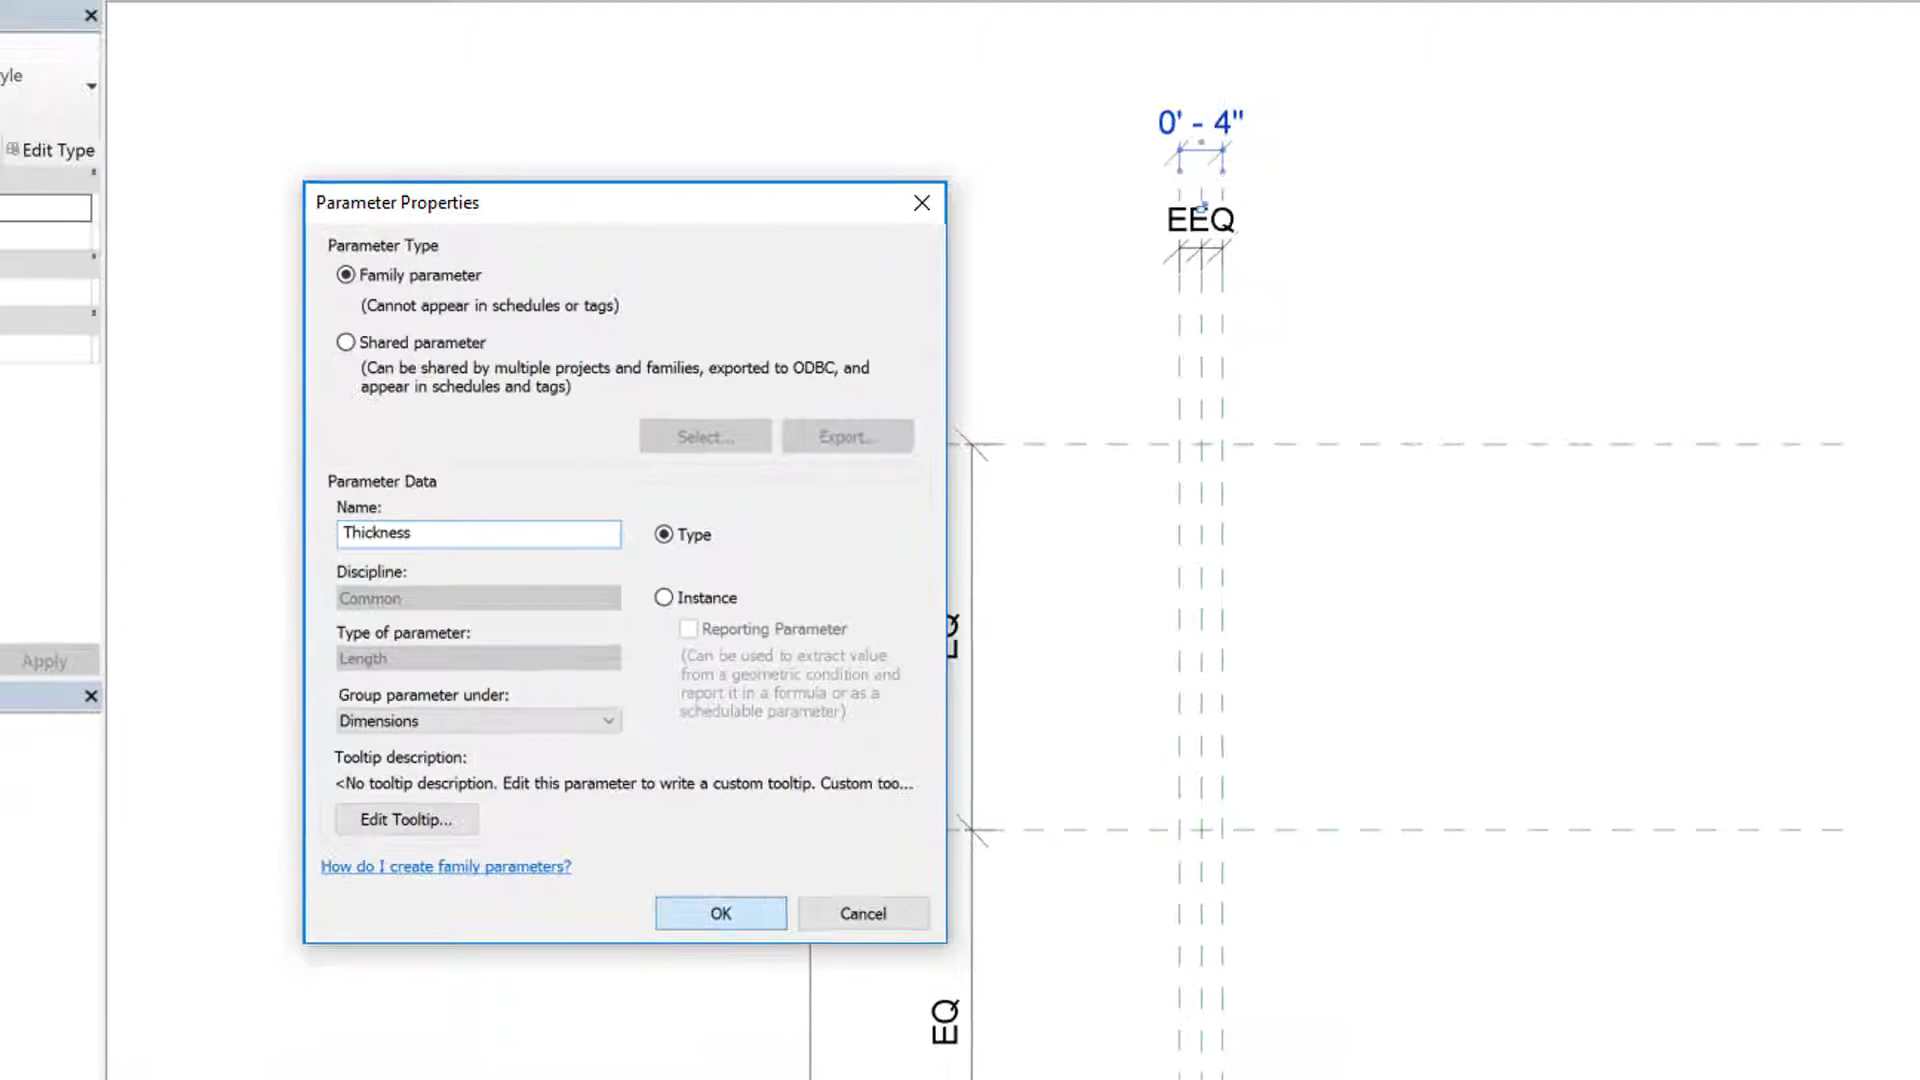 yle
Edit Type
Apply
Parameter Properties
Parameter Type
Family parameter
(Cannot appear in schedules or tags)
Shared parameter
(Can be shared by multiple projects and families, exported to ODBC, and
appear in schedules and tags)
Select...
Export...
Parameter Data
Name:
Thickness
Type
Discipline:
Common
Instance
Reporting Parameter
(Can be used to extract value
from a geometric condition and
report it in a formula or as a
schedulable parameter)
Type of parameter:
Length
Group parameter under:
Dimensions
Tooltip description:
<No tooltip description. Edit this parameter to write a custom tooltip. Custom too...
Edit Tooltip...
How do I create family parameters?
OK
Cancel
0' - 4"
EEQ
EQ
EQ